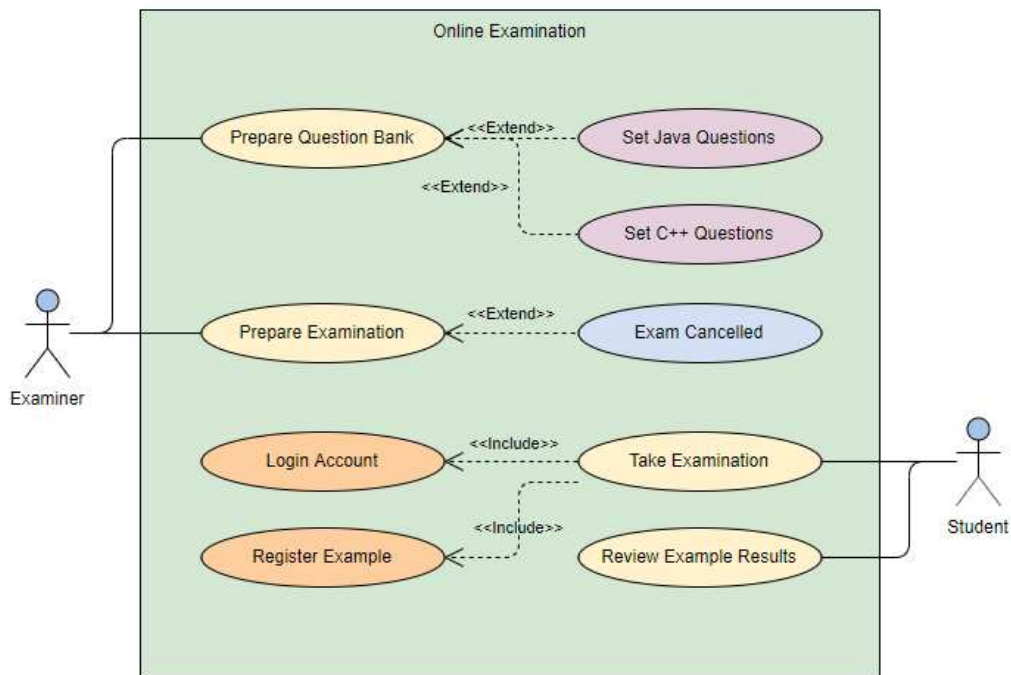 Online Examination
Prepare Question Bank
<<Extend>>
Set Java Questions
<<Extend>>
Set C++ Questions
Examiner
Prepare Examination
<<Extend>>
Exam Cancelled
Login Account
<<Include>>
Take Examination
Student
Register Example
<<Include>>
Review Example Results